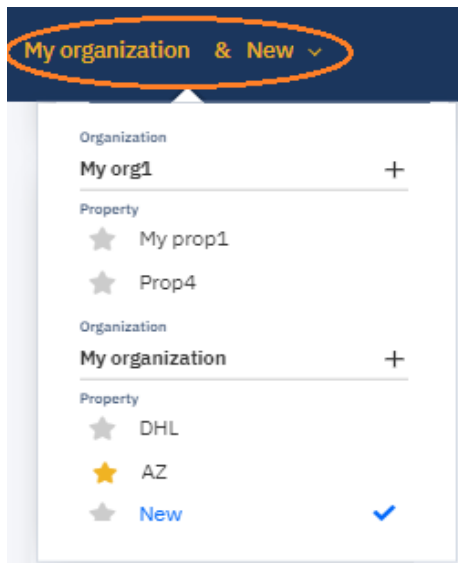 My organization & New
Organization
My org1
Property
My prop1
Prop4
Organization
My organization
Property
DHL
AZ
New